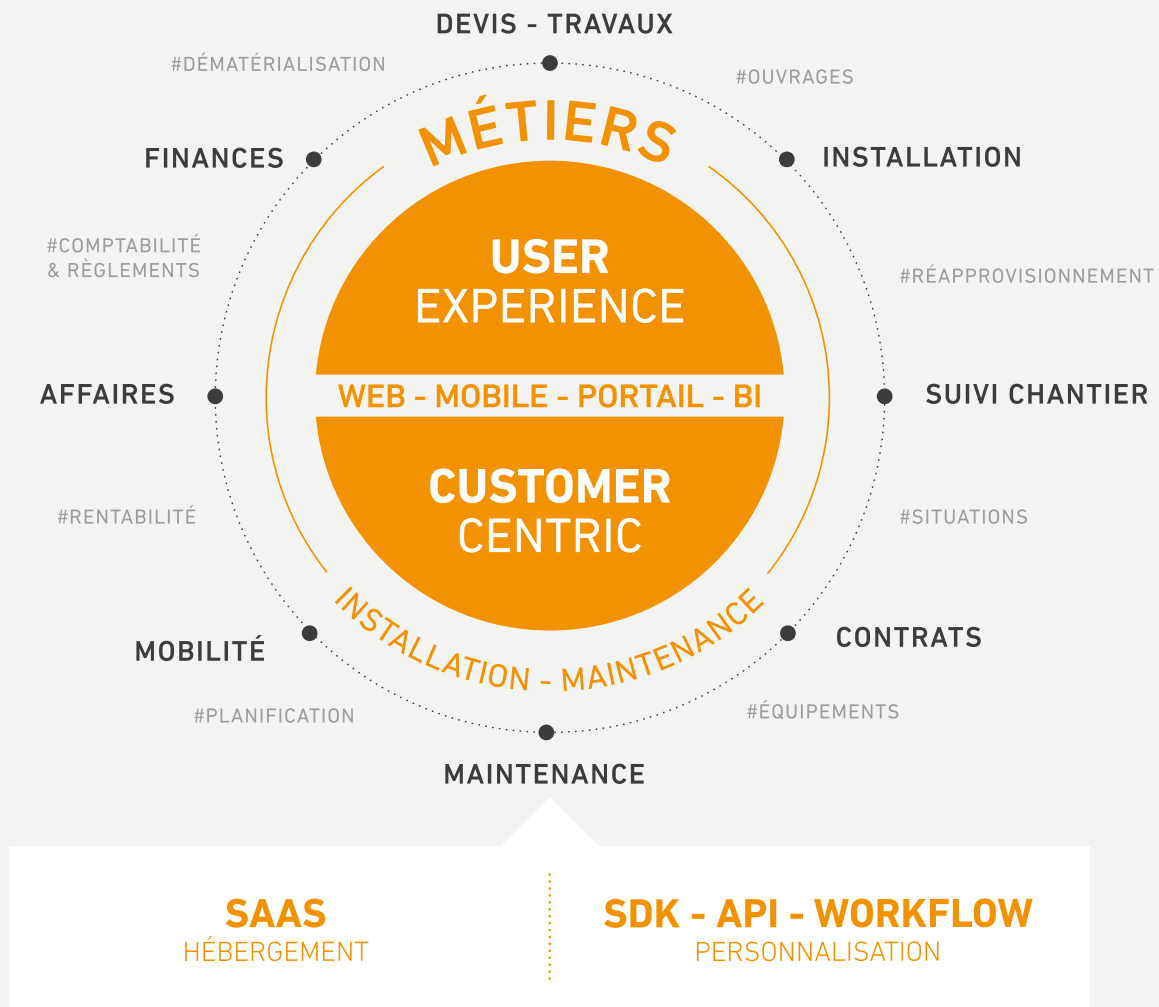 DEVIS - TRAVAUX
#DÉMATÉRIALISATION
#OUVRAGES
MÉTIERS
FINANCES
INSTALLATION
#COMPTABILITÉ
& RÈGLEMENTS
USER
EXPERIENCE
#RÉAPPROVISIONNEMENT
AFFAIRES
WEB - MOBILE - PORTAIL - BI
SUIVI CHANTIER
CUSTOMER
CENTRIC
#RENTABILITÉ
#SITUATIONS
INSTALLATION - MAINTENANCE
MOBILITÉ
CONTRATS
#PLANIFICATION
#ÉQUIPEMENTS
MAINTENANCE
SAAS
HÉBERGEMENT
SDK - API - WORKFLOW
PERSONNALISATION